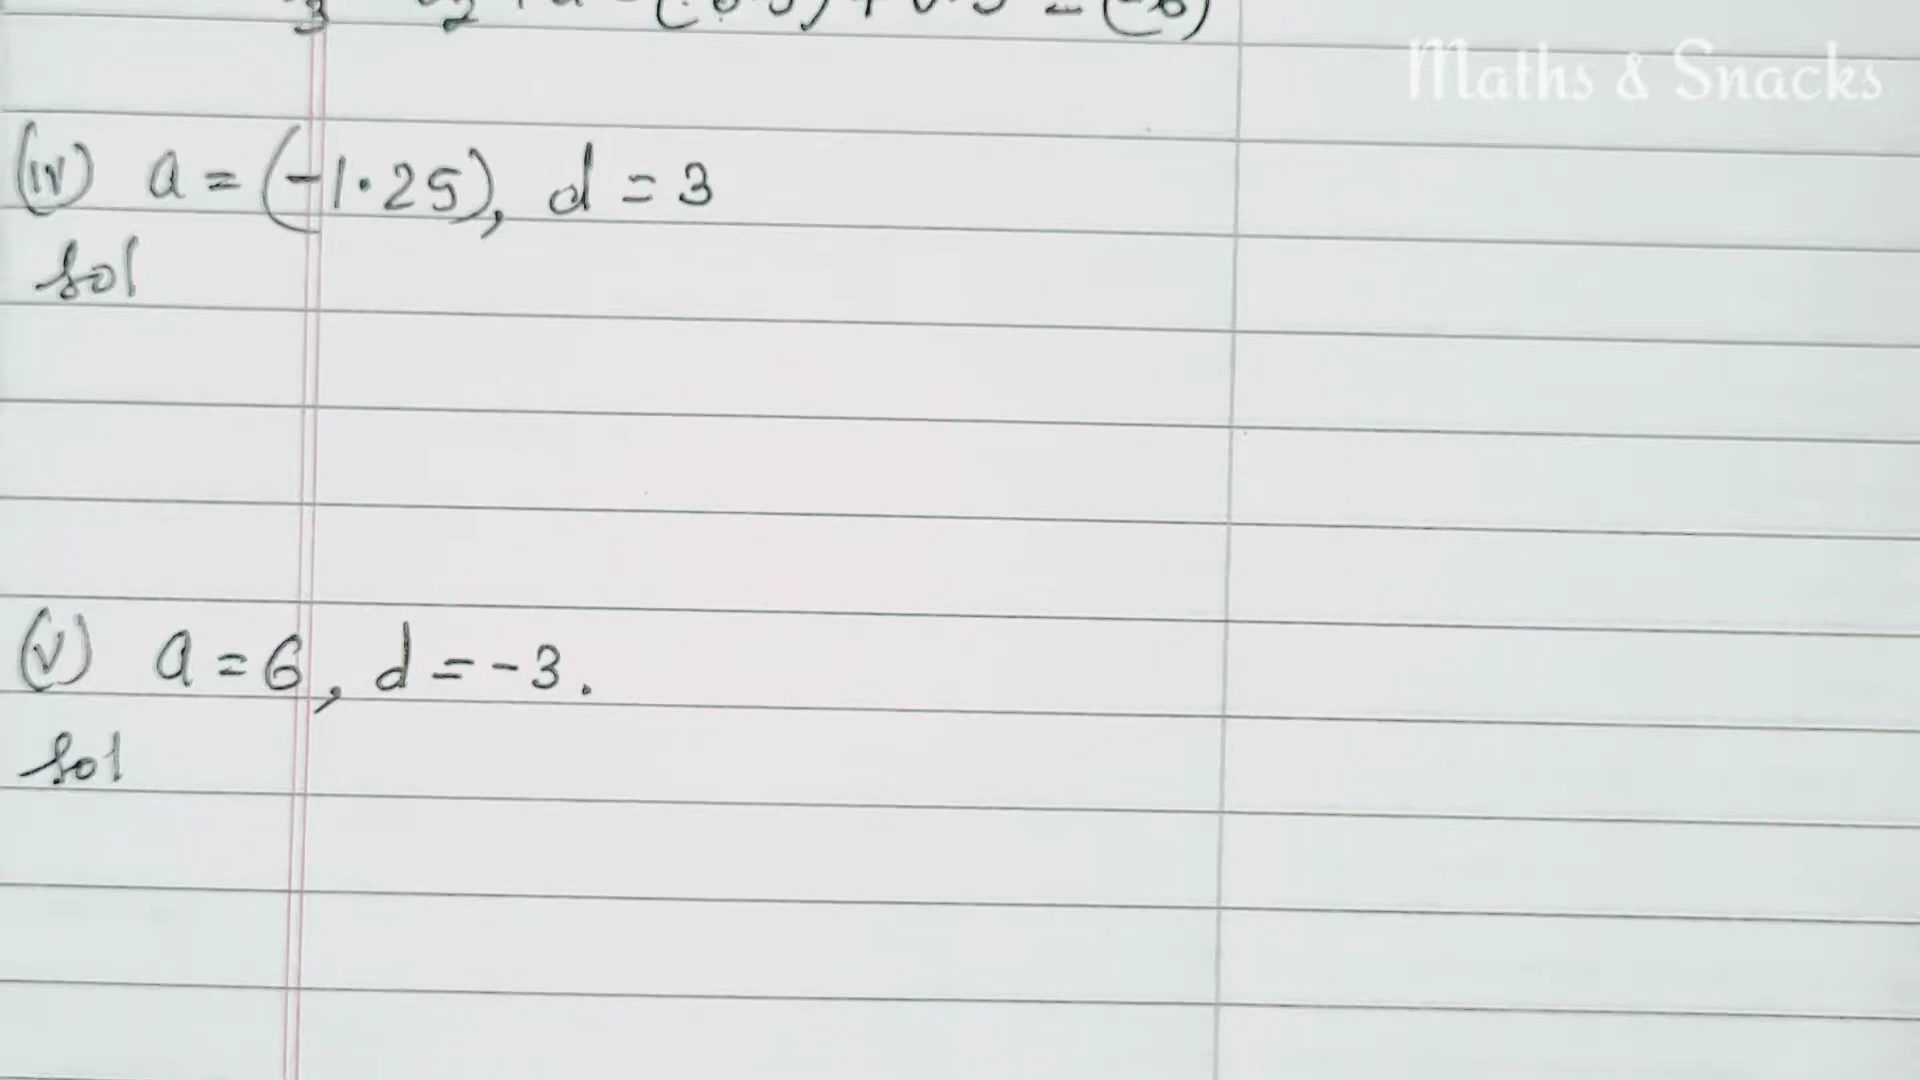 Maths & Snacks
(iv) a = (-1.25), d = 3
sol
(v) a = 6, d = -3.
sol